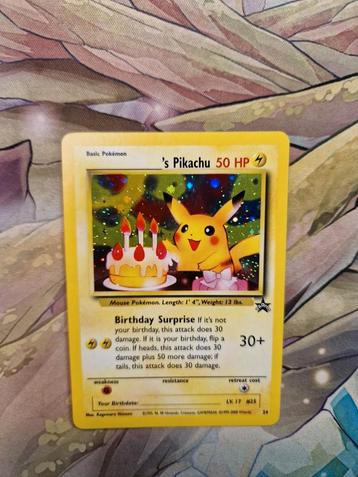 Basic Pokémon
's Pikachu 50 HP
Mouse Pokémon. Length: 1' 4", Weight: 13 lbs.
Birthday Surprise If it's not
your birthday, this attack does 30
damage. If it is your birthday, flip a
coin. If heads, this attack does 30
damage plus 50 more damage; if
tails, this attack does 30 damage.
30+
weakness resistance retreat cost
Your Birthdate:
LV. 17 #25
24